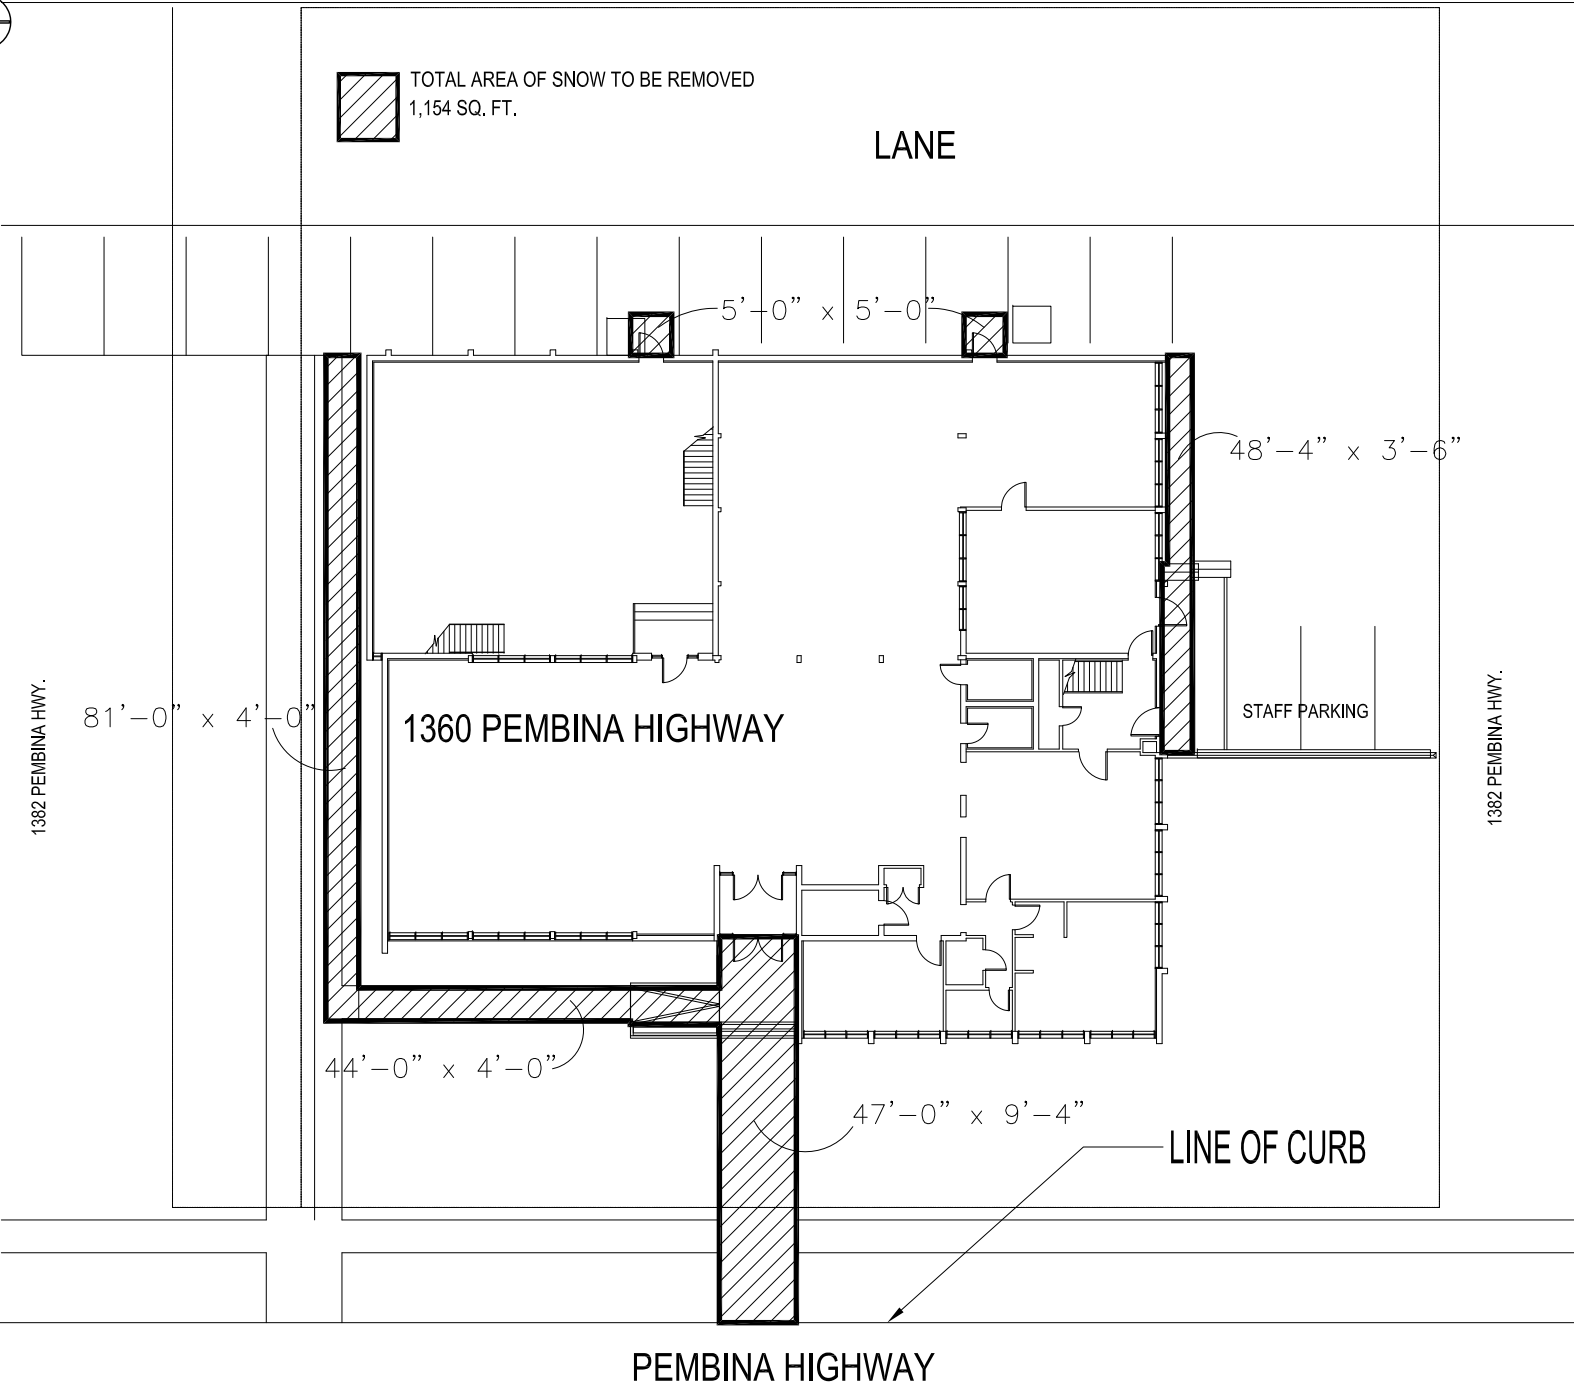 TOTAL AREA OF SNOW TO BE REMOVED
1,154 SQ. FT.
LANE
5'-0" x 5'-0"
48'-4" x 3'-6"
1382 PEMBINA HWY.
81'-0" x 4'-0"
1360 PEMBINA HIGHWAY
STAFF PARKING
1382 PEMBINA HWY.
44'-0" x 4'-0"
47'-0" x 9'-4"
LINE OF CURB
PEMBINA HIGHWAY